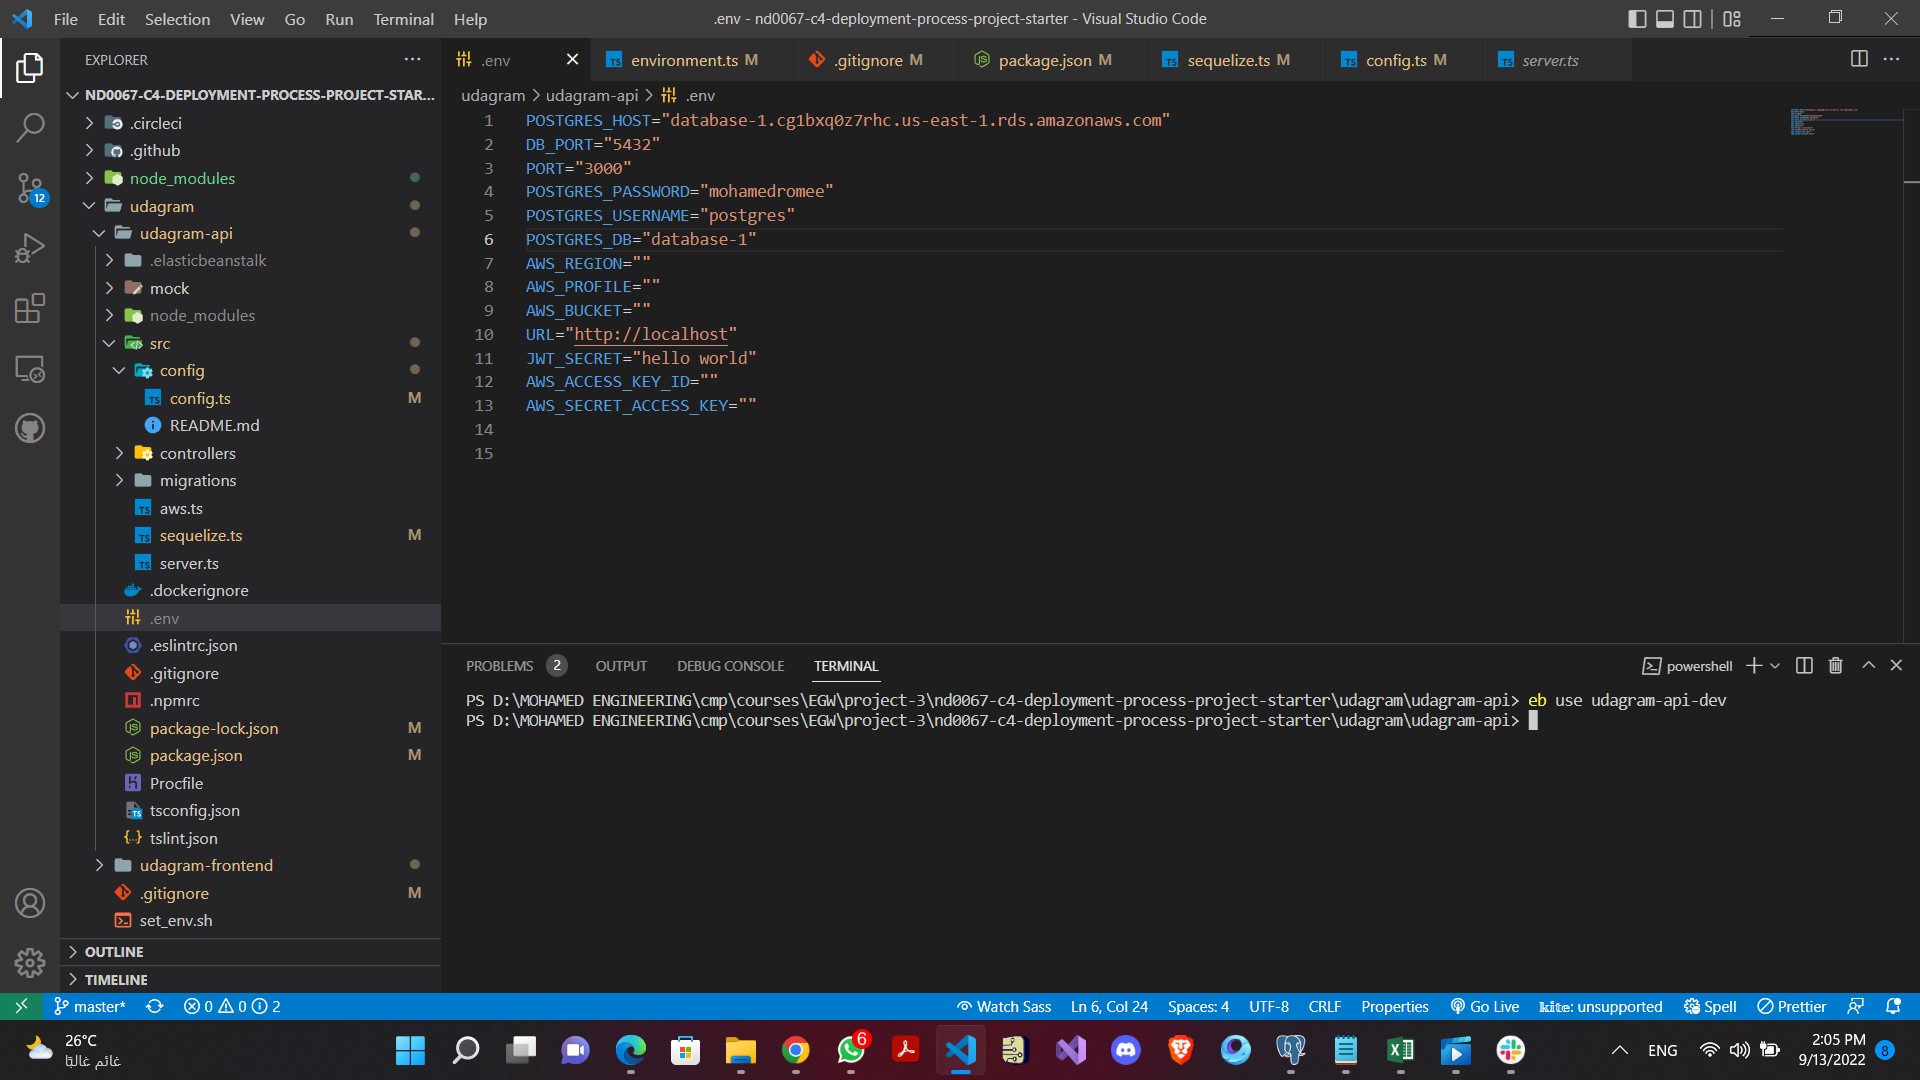 File Edit Selection View Go Run Terminal Help
.env - nd0067-c4-deployment-process-project-starter - Visual Studio Code
EXPLORER
ND0067-C4-DEPLOYMENT-PROCESS-PROJECT-STAR...
.circleci
.github
node_modules
udagram
udagram-api
.elasticbeanstalk
mock
node_modules
src
config
config.ts M
README.md
controllers
migrations
aws.ts
sequelize.ts M
server.ts
.dockerignore
.env
.eslintrc.json
.gitignore
.npmrc
package-lock.json M
package.json M
Procfile
tsconfig.json
tslint.json
udagram-frontend
.gitignore M
set_env.sh
OUTLINE
TIMELINE
12
.env
environment.ts M
.gitignore M
package.json M
sequelize.ts M
config.ts M
server.ts
udagram > udagram-api > .env
1 POSTGRES_HOST="database-1.cg1bxq0z7rhc.us-east-1.rds.amazonaws.com"
2 DB_PORT="5432"
3 PORT="3000"
4 POSTGRES_PASSWORD="mohamedromee"
5 POSTGRES_USERNAME="postgres"
6 POSTGRES_DB="database-1"
7 AWS_REGION=""
8 AWS_PROFILE=""
9 AWS_BUCKET=""
10 URL="http://localhost"
11 JWT_SECRET="hello world"
12 AWS_ACCESS_KEY_ID=""
13 AWS_SECRET_ACCESS_KEY=""
14
15
PROBLEMS 2 OUTPUT DEBUG CONSOLE TERMINAL
powershell
PS D:\MOHAMED ENGINEERING\cmp\courses\EGW\project-3\nd0067-c4-deployment-process-project-starter\udagram\udagram-api> eb use udagram-api-dev
PS D:\MOHAMED ENGINEERING\cmp\courses\EGW\project-3\nd0067-c4-deployment-process-project-starter\udagram\udagram-api>
master* 0 0 2
Watch Sass Ln 6, Col 24 Spaces: 4 UTF-8 CRLF Properties Go Live kite: unsupported Spell Prettier
26°C
غائم غالبًا
6
ENG
2:05 PM
9/13/2022
8